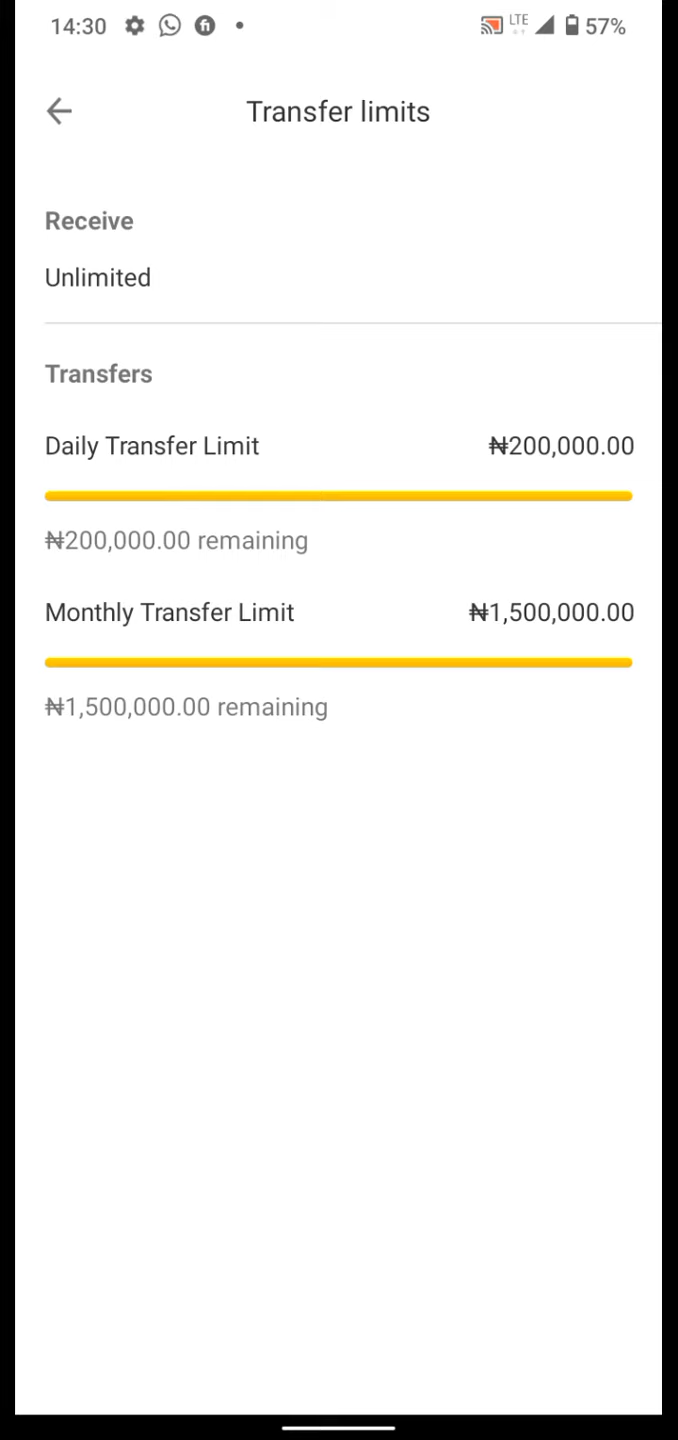 14:30
LTE
57%
Transfer limits
Receive
Unlimited
Transfers
Daily Transfer Limit ₦200,000.00
₦200,000.00 remaining
Monthly Transfer Limit ₦1,500,000.00
₦1,500,000.00 remaining